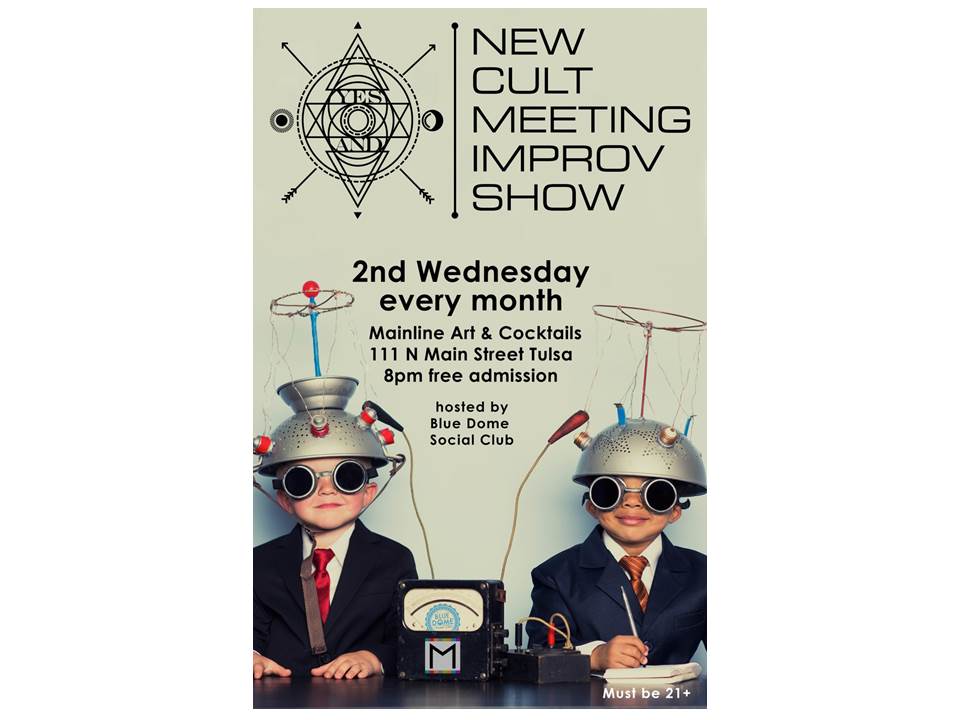 YES
AND
NEW
CULT
MEETING
IMPROV
SHOW
2nd Wednesday
every month
Mainline Art & Cocktails
111 N Main Street Tulsa
8pm free admission
hosted by
Blue Dome
Social Club
BLUE
DOME
M
Must be 21+